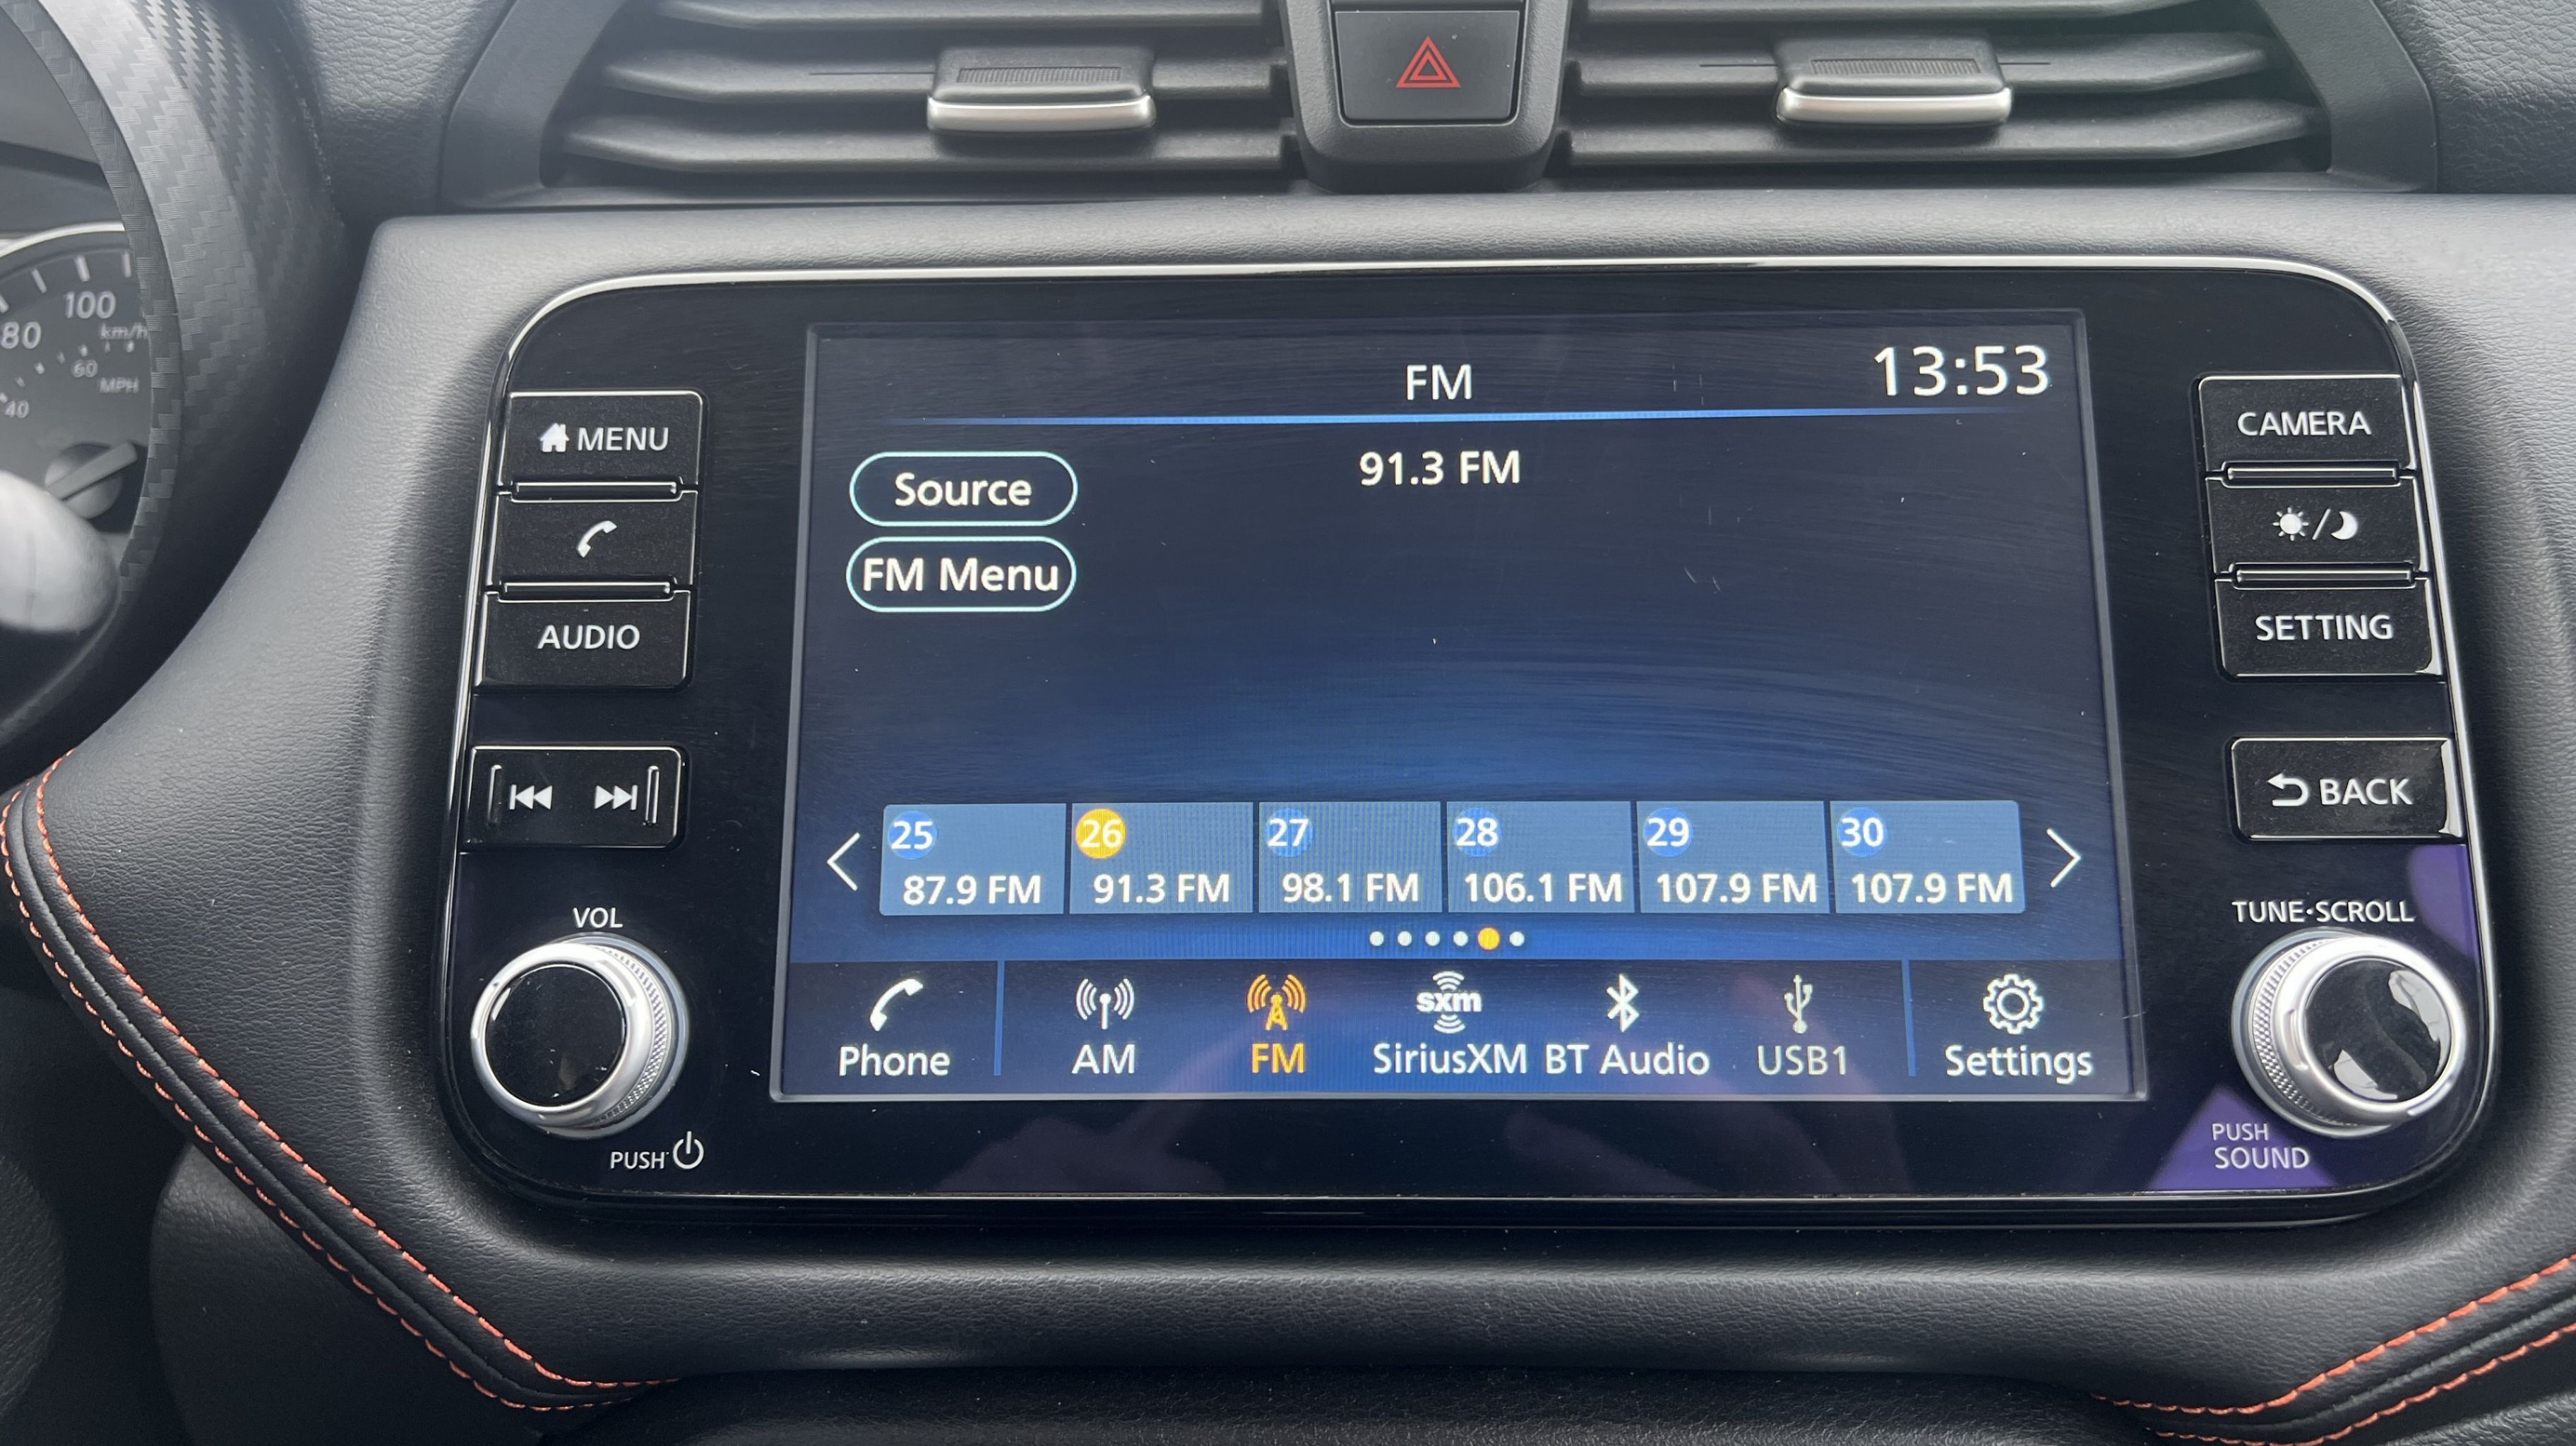 100
80
km/h
60
MPH
40
MENU
AUDIO
VOL
PUSH
FM
13:53
91.3 FM
Source
FM Menu
25
87.9 FM
26
91.3 FM
27
98.1 FM
28
106.1 FM
29
107.9 FM
30
107.9 FM
Phone
AM
FM
sxm
SiriusXM
BT Audio
USB1
Settings
CAMERA
SETTING
BACK
TUNE·SCROLL
PUSH
SOUND